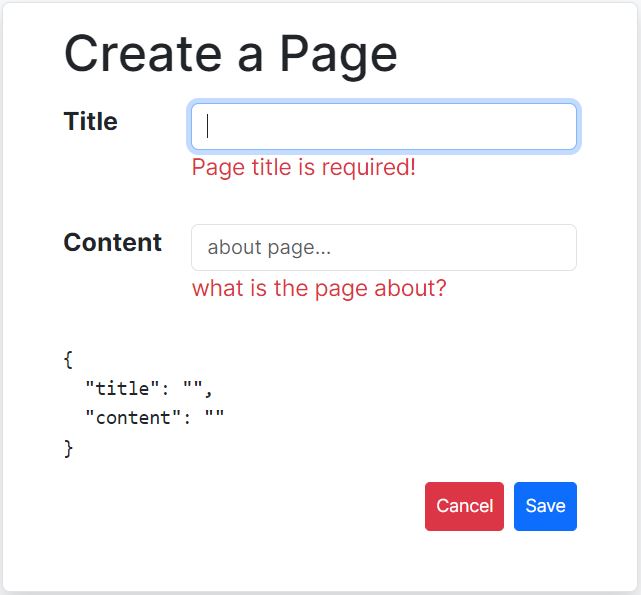 Create a Page
Title
Page title is required!
Content about page...
what is the page about?
{
  "title": "",
  "content": ""
}
Cancel Save